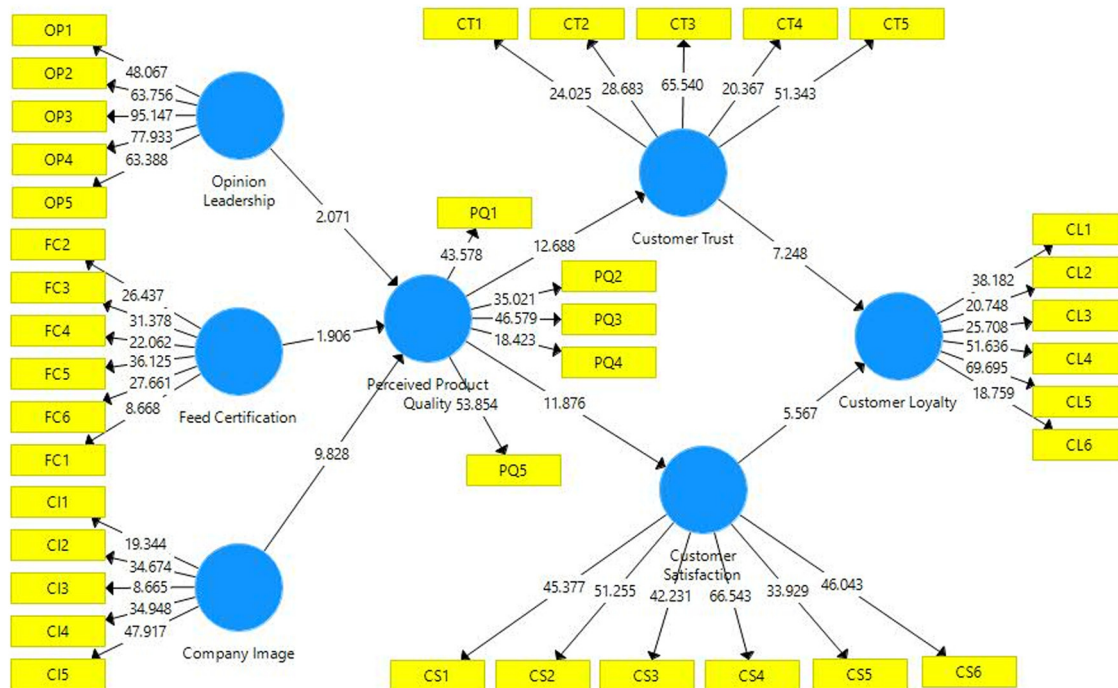 OP1
OP2
OP3
OP4
OP5
48.067
63.756
95.147
77.933
63.388
Opinion
Leadership
2.071
FC2
FC3
FC4
FC5
FC6
FC1
26.437
31.378
22.062
36.125
27.661
8.668
Feed Certification
1.906
CI1
CI2
CI3
CI4
CI5
19.344
34.674
8.665
34.948
47.917
Company Image
9.828
PQ1
43.578
PQ2
PQ3
PQ4
35.021
46.579
18.423
Perceived Product
Quality
53.854
PQ5
12.688
11.876
CT1
CT2
CT3
CT4
CT5
24.025
28.683
65.540
20.367
51.343
Customer Trust
7.248
Customer
Satisfaction
5.567
45.377
51.255
42.231
66.543
33.929
46.043
CS1
CS2
CS3
CS4
CS5
CS6
Customer Loyalty
38.182
20.748
25.708
51.636
69.695
18.759
CL1
CL2
CL3
CL4
CL5
CL6